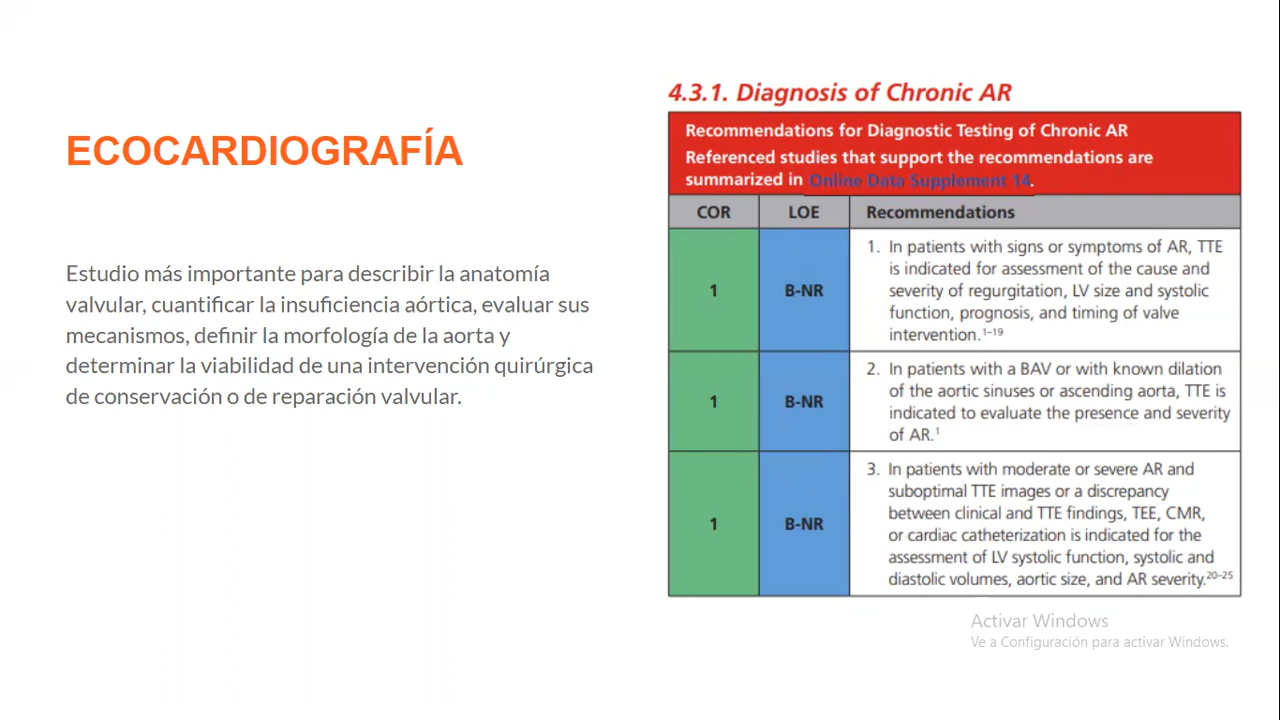 ECOCARDIOGRAFÍA
Estudio más importante para describir la anatomía
valvular, cuantificar la insuficiencia aórtica, evaluar sus
mecanismos, definir la morfología de la aorta y
determinar la viabilidad de una intervención quirúrgica
de conservación o de reparación valvular.
4.3.1. Diagnosis of Chronic AR
Recommendations for Diagnostic Testing of Chronic AR
Referenced studies that support the recommendations are
summarized in Online Data Supplement 14.
COR LOE Recommendations
1 B-NR
1. In patients with signs or symptoms of AR, TTE
is indicated for assessment of the cause and
severity of regurgitation, LV size and systolic
function, prognosis, and timing of valve
intervention.1–19
1 B-NR
2. In patients with a BAV or with known dilation
of the aortic sinuses or ascending aorta, TTE is
indicated to evaluate the presence and severity
of AR.1
1 B-NR
3. In patients with moderate or severe AR and
suboptimal TTE images or a discrepancy
between clinical and TTE findings, TEE, CMR,
or cardiac catheterization is indicated for the
assessment of LV systolic function, systolic and
diastolic volumes, aortic size, and AR severity.20–25
Activar Windows
Ve a Configuración para activar Windows.